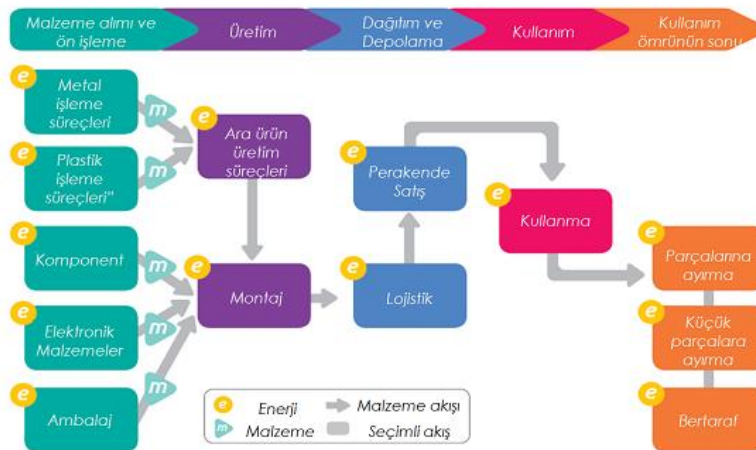 Malzeme alımı ve
ön işleme
Üretim
Dağıtım ve
Depolama
Kullanım
Kullanım
ömrünün sonu
e
Metal
işleme
süreçleri
m
e
Ara ürün
üretim
süreçleri
e
Plastik
işleme
süreçleri"
m
e
Perakende
Satış
e
Kullanma
e
Komponent
m
e
Montaj
e
Lojistik
e
Parçalarına
ayırma
e
Elektronik
Malzemeler
m
e
Küçük
parçalara
ayırma
e
Ambalaj
m
e
Bertaraf
e
Enerji
Malzeme akışı
m
Malzeme
Seçimli akış